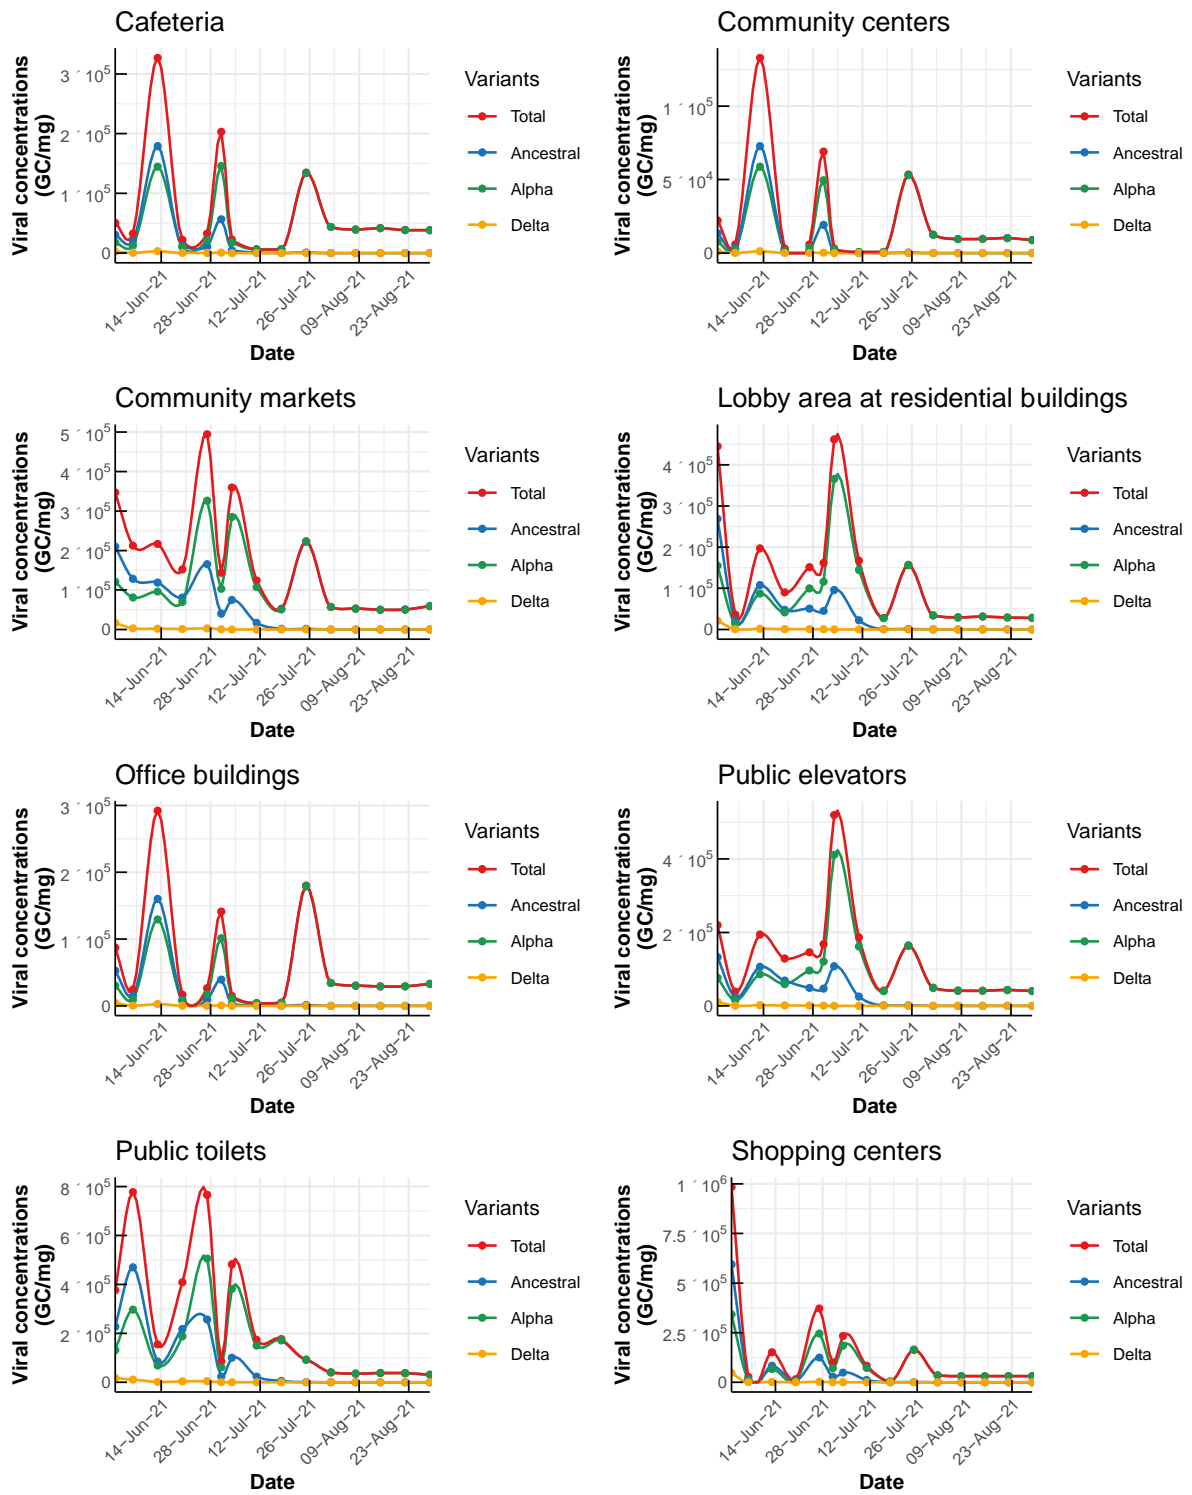 Cafeteria
Viral concentrations
(GC/mg)
3 ´ 10^5
2 ´ 10^5
1 ´ 10^5
0
14−Jun−21
28−Jun−21
12−Jul−21
26−Jul−21
09−Aug−21
23−Aug−21
Date
Variants
Total
Ancestral
Alpha
Delta
Community centers
Viral concentrations
(GC/mg)
1 ´ 10^5
5 ´ 10^4
0
14−Jun−21
28−Jun−21
12−Jul−21
26−Jul−21
09−Aug−21
23−Aug−21
Date
Variants
Total
Ancestral
Alpha
Delta
Community markets
Viral concentrations
(GC/mg)
5 ´ 10^5
4 ´ 10^5
3 ´ 10^5
2 ´ 10^5
1 ´ 10^5
0
14−Jun−21
28−Jun−21
12−Jul−21
26−Jul−21
09−Aug−21
23−Aug−21
Date
Variants
Total
Ancestral
Alpha
Delta
Lobby area at residential buildings
Viral concentrations
(GC/mg)
4 ´ 10^5
3 ´ 10^5
2 ´ 10^5
1 ´ 10^5
0
14−Jun−21
28−Jun−21
12−Jul−21
26−Jul−21
09−Aug−21
23−Aug−21
Date
Variants
Total
Ancestral
Alpha
Delta
Office buildings
Viral concentrations
(GC/mg)
3 ´ 10^5
2 ´ 10^5
1 ´ 10^5
0
14−Jun−21
28−Jun−21
12−Jul−21
26−Jul−21
09−Aug−21
23−Aug−21
Date
Variants
Total
Ancestral
Alpha
Delta
Public elevators
Viral concentrations
(GC/mg)
4 ´ 10^5
2 ´ 10^5
0
14−Jun−21
28−Jun−21
12−Jul−21
26−Jul−21
09−Aug−21
23−Aug−21
Date
Variants
Total
Ancestral
Alpha
Delta
Public toilets
Viral concentrations
(GC/mg)
8 ´ 10^5
6 ´ 10^5
4 ´ 10^5
2 ´ 10^5
0
14−Jun−21
28−Jun−21
12−Jul−21
26−Jul−21
09−Aug−21
23−Aug−21
Date
Variants
Total
Ancestral
Alpha
Delta
Shopping centers
Viral concentrations
(GC/mg)
1 ´ 10^6
7.5 ´ 10^5
5 ´ 10^5
2.5 ´ 10^5
0
14−Jun−21
28−Jun−21
12−Jul−21
26−Jul−21
09−Aug−21
23−Aug−21
Date
Variants
Total
Ancestral
Alpha
Delta